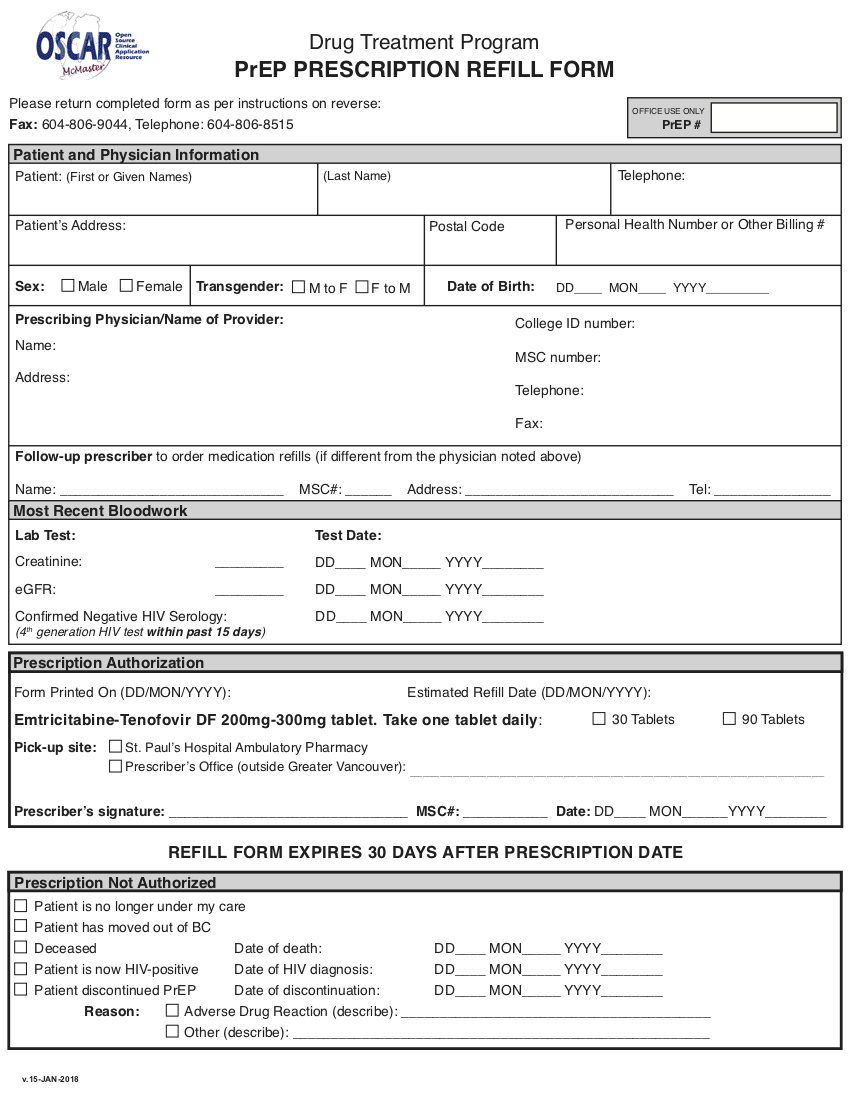 OSCAR Open Source Clinical Application Resource
McMaster
Drug Treatment Program
PrEP PRESCRIPTION REFILL FORM
Please return completed form as per instructions on reverse:
Fax: 604-806-9044, Telephone: 604-806-8515
OFFICE USE ONLY
PrEP #
Patient and Physician Information
Patient: (First or Given Names) (Last Name) Telephone:
Patient's Address: Postal Code Personal Health Number or Other Billing #
Sex: ☐ Male ☐ Female Transgender: ☐ M to F ☐ F to M Date of Birth: DD____ MON____ YYYY_________
Prescribing Physician/Name of Provider:
College ID number:
Name:
MSC number:
Address:
Telephone:
Fax:
Follow-up prescriber to order medication refills (if different from the physician noted above)
Name: _____________________________ MSC#: ______ Address: ___________________________ Tel: _______________
Most Recent Bloodwork
Lab Test: Test Date:
Creatinine: _________ DD____ MON_____ YYYY________
eGFR: _________ DD____ MON_____ YYYY________
Confirmed Negative HIV Serology: DD____ MON_____ YYYY________
(4th generation HIV test within past 15 days)
Prescription Authorization
Form Printed On (DD/MON/YYYY): Estimated Refill Date (DD/MON/YYYY):
Emtricitabine-Tenofovir DF 200mg-300mg tablet. Take one tablet daily: ☐ 30 Tablets ☐ 90 Tablets
Pick-up site: ☐ St. Paul's Hospital Ambulatory Pharmacy
☐ Prescriber's Office (outside Greater Vancouver): ______________________________________________________
Prescriber's signature: _______________________________ MSC#: ___________ Date: DD____ MON______YYYY________
REFILL FORM EXPIRES 30 DAYS AFTER PRESCRIPTION DATE
Prescription Not Authorized
☐ Patient is no longer under my care
☐ Patient has moved out of BC
☐ Deceased Date of death: DD____ MON_____ YYYY________
☐ Patient is now HIV-positive Date of HIV diagnosis: DD____ MON_____ YYYY________
☐ Patient discontinued PrEP Date of discontinuation: DD____ MON_____ YYYY________
Reason: ☐ Adverse Drug Reaction (describe): ________________________________________
☐ Other (describe): ______________________________________________________
v.15-JAN-2018